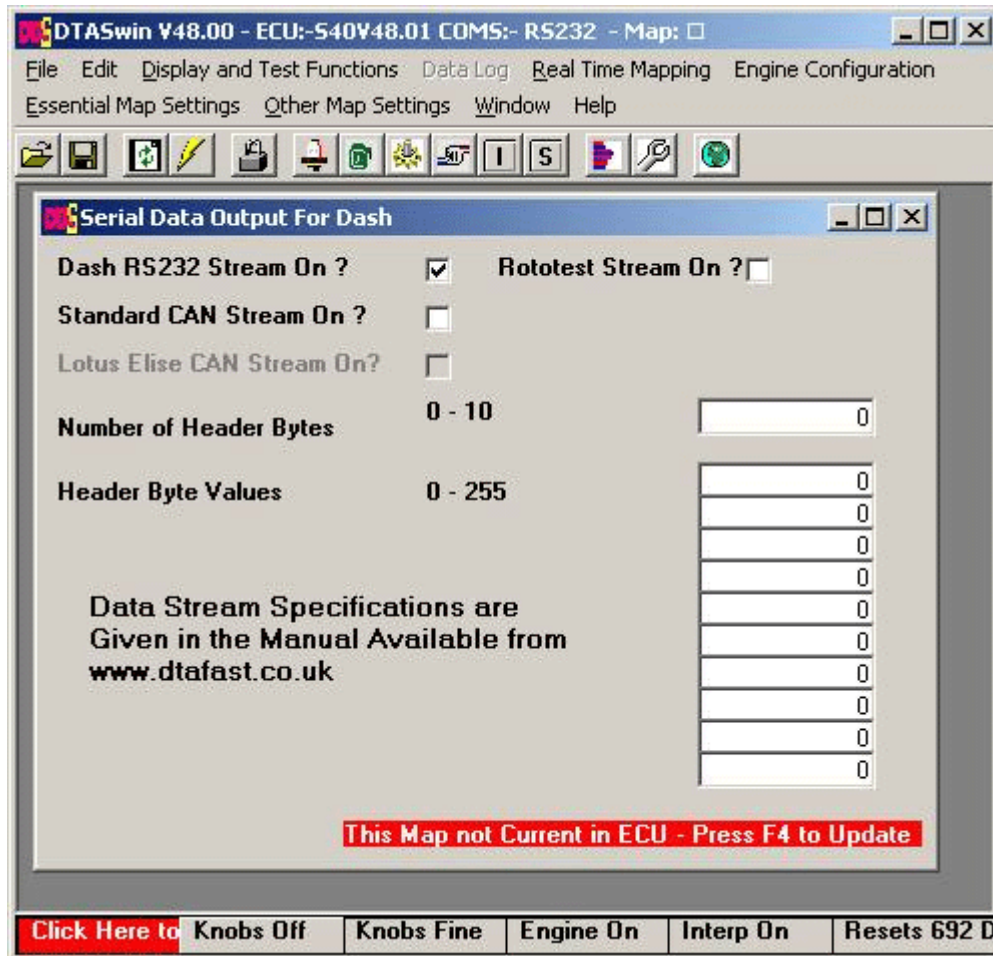 DTASwin V48.00 - ECU:-S40V48.01 COMS:- RS232 - Map: □
File Edit Display and Test Functions Data Log Real Time Mapping Engine Configuration
Essential Map Settings Other Map Settings Window Help
I S
Serial Data Output For Dash
Dash RS232 Stream On ? Rototest Stream On ?
Standard CAN Stream On ?
Lotus Elise CAN Stream On?
Number of Header Bytes 0 - 10 0
Header Byte Values 0 - 255 0
0
0
0
0
0
0
0
0
0
Data Stream Specifications are
Given in the Manual Available from
www.dtafast.co.uk
This Map not Current in ECU - Press F4 to Update
Click Here to Knobs Off Knobs Fine Engine On Interp On Resets 692 D